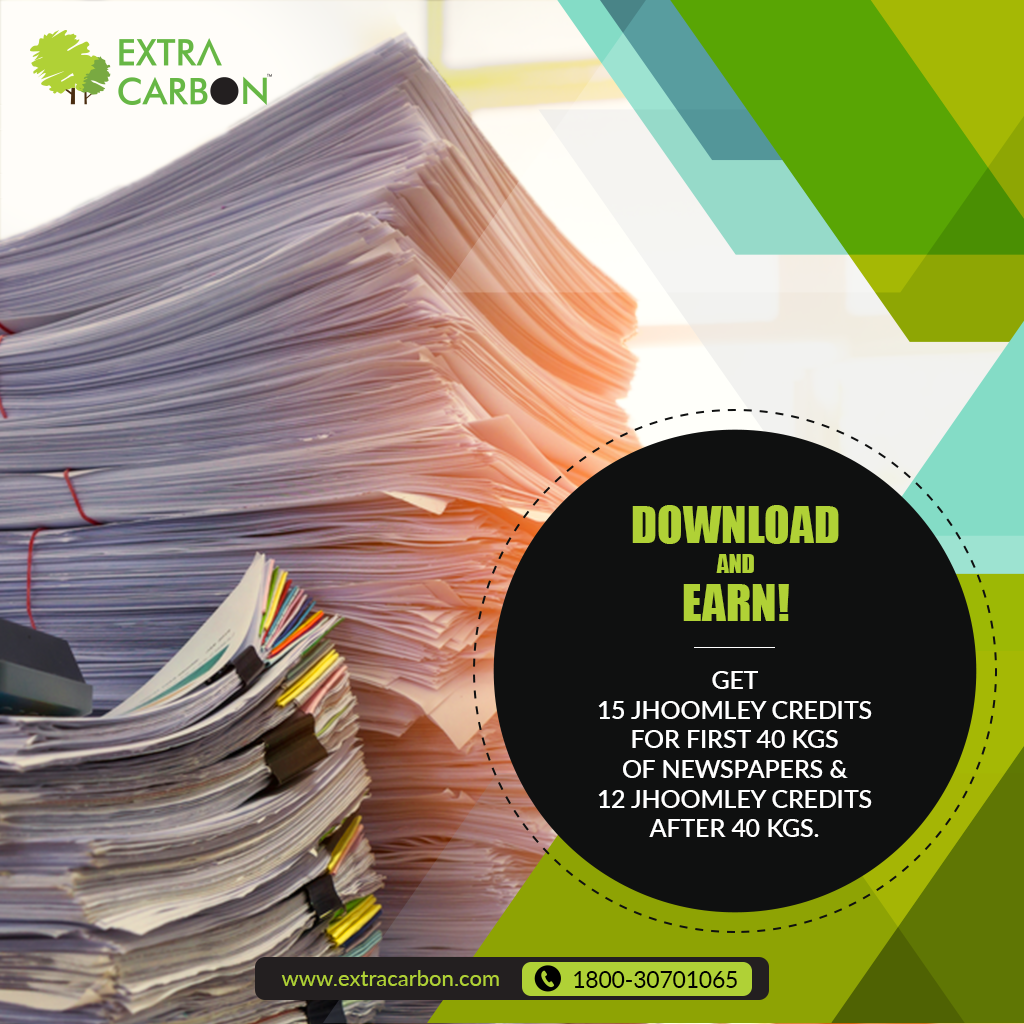 EXTRA
CARBON™
DOWNLOAD
AND
EARN!
GET
15 JHOOMLEY CREDITS
FOR FIRST 40 KGS
OF NEWSPAPERS &
12 JHOOMLEY CREDITS
AFTER 40 KGS.
www.extracarbon.com 1800-30701065